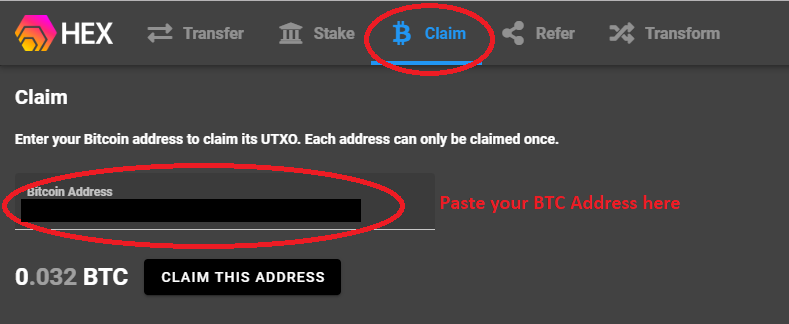 HEX Transfer Stake Claim Refer Transform
Claim
Enter your Bitcoin address to claim its UTXO. Each address can only be claimed once.
Bitcoin Address
Paste your BTC Address here
0.032 BTC CLAIM THIS ADDRESS